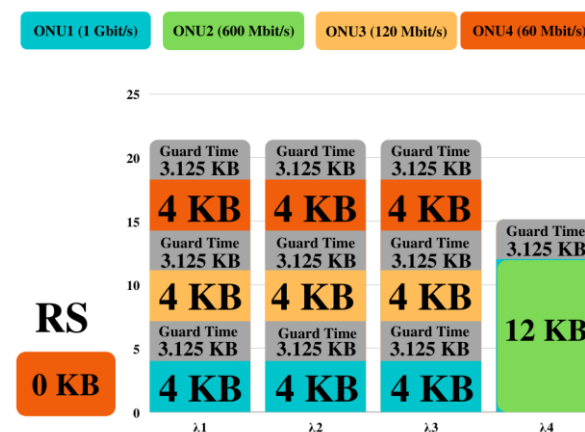 ONU1 (1 Gbit/s) ONU2 (600 Mbit/s) ONU3 (120 Mbit/s) ONU4 (60 Mbit/s)
25
20
15
10
5
0
RS
0 KB
Guard Time
3.125 KB
4 KB
Guard Time
3.125 KB
4 KB
Guard Time
3.125 KB
4 KB
λ1
Guard Time
3.125 KB
4 KB
Guard Time
3.125 KB
4 KB
Guard Time
3.125 KB
4 KB
λ2
Guard Time
3.125 KB
4 KB
Guard Time
3.125 KB
4 KB
Guard Time
3.125 KB
4 KB
λ3
Guard Time
3.125 KB
12 KB
λ4